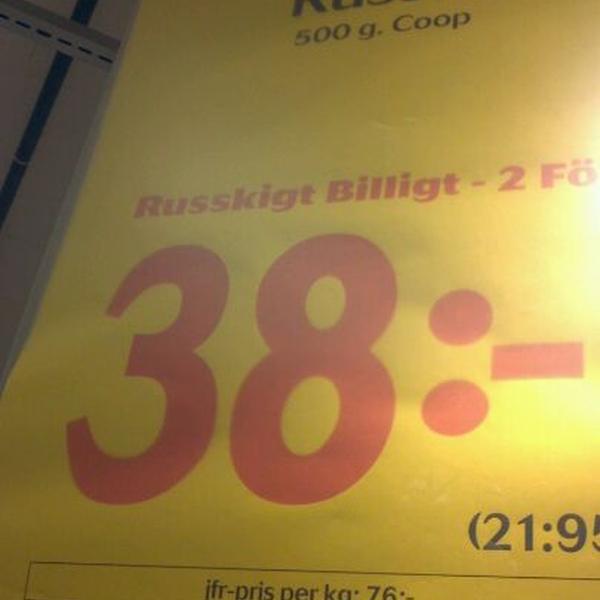 500 g. Coop
Russkigt Billigt - 2 Fö
38:-
(21:95
jfr-pris per kg: 76:-